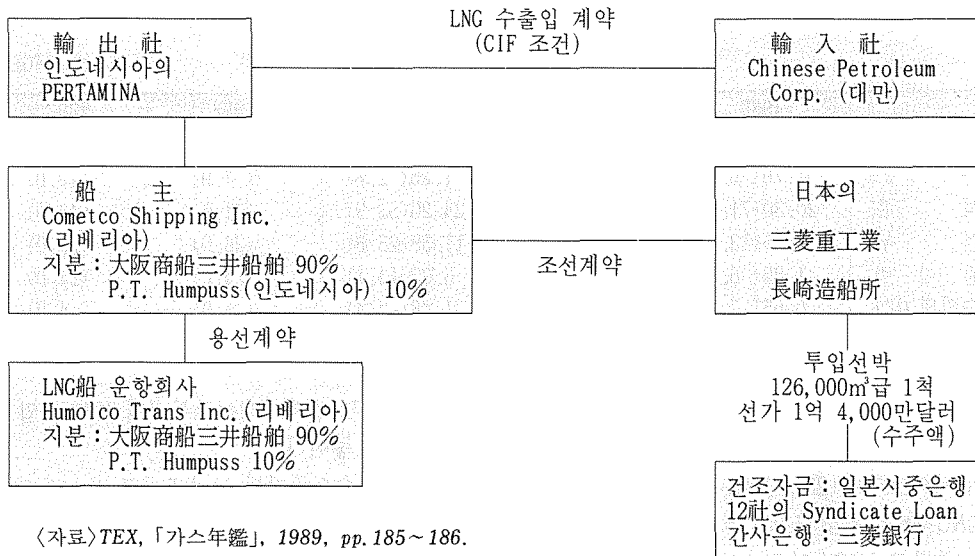 LNG 수출입 계약
(CIF 조건)
輸 出 社
인도네시아의
PERTAMINA
輸 入 社
Chinese Petroleum
Corp. (대만)
船 主
Cometco Shipping Inc.
(리베리아)
지분 : 大阪商船三井船舶 90%
P.T. Humpuss(인도네시아) 10%
조선계약
日本의
三菱重工業
長崎造船所
용선계약
LNG船 운항회사
Humolco Trans Inc.(리베리아)
지분 : 大阪商船三井船舶 90%
P.T. Humpuss 10%
투입선박
126,000㎥급 1척
선가 1억 4,000만달러
(수주액)
건조자금 : 일본시중은행
12社의 Syndicate Loan
간사은행 : 三菱銀行
〈자료〉TEX, 「가스年鑑」, 1989, pp. 185~186.